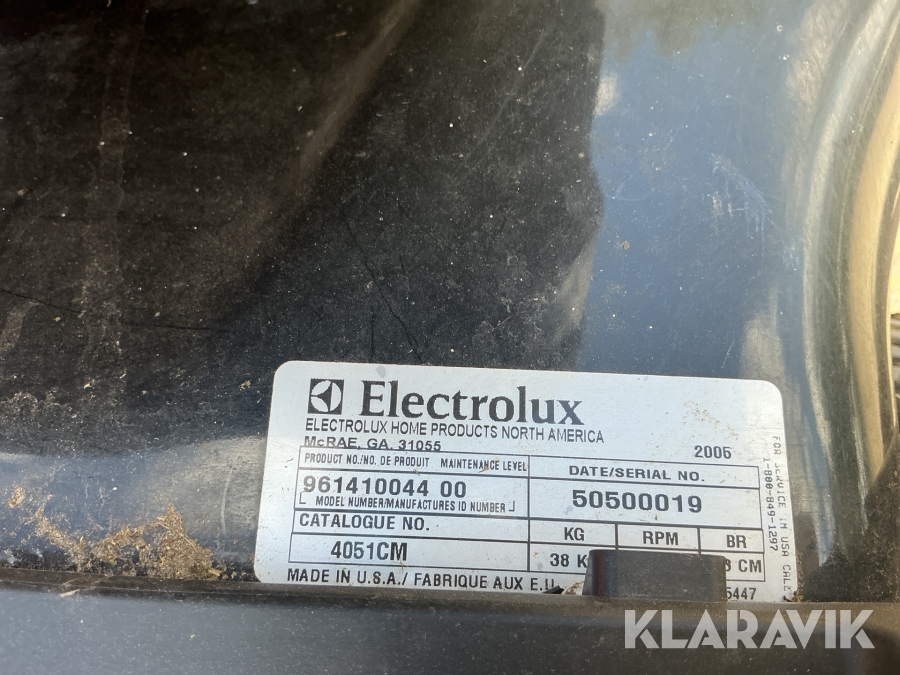 Electrolux
ELECTROLUX HOME PRODUCTS NORTH AMERICA
McRAE, GA. 31055
2005
PRODUCT NO./NO. DE PRODUIT MAINTENANCE LEVEL
961410044 00
MODEL NUMBER/MANUFACTURES ID NUMBER
DATE/SERIAL NO.
50500019
CATALOGUE NO.
4051CM
KG
38 K
RPM
BR
CM
MADE IN U.S.A./ FABRIQUE AUX E.U.
5447
FOR SERVICE IN USA CALL
1-800-849-1297
KLARAVIK